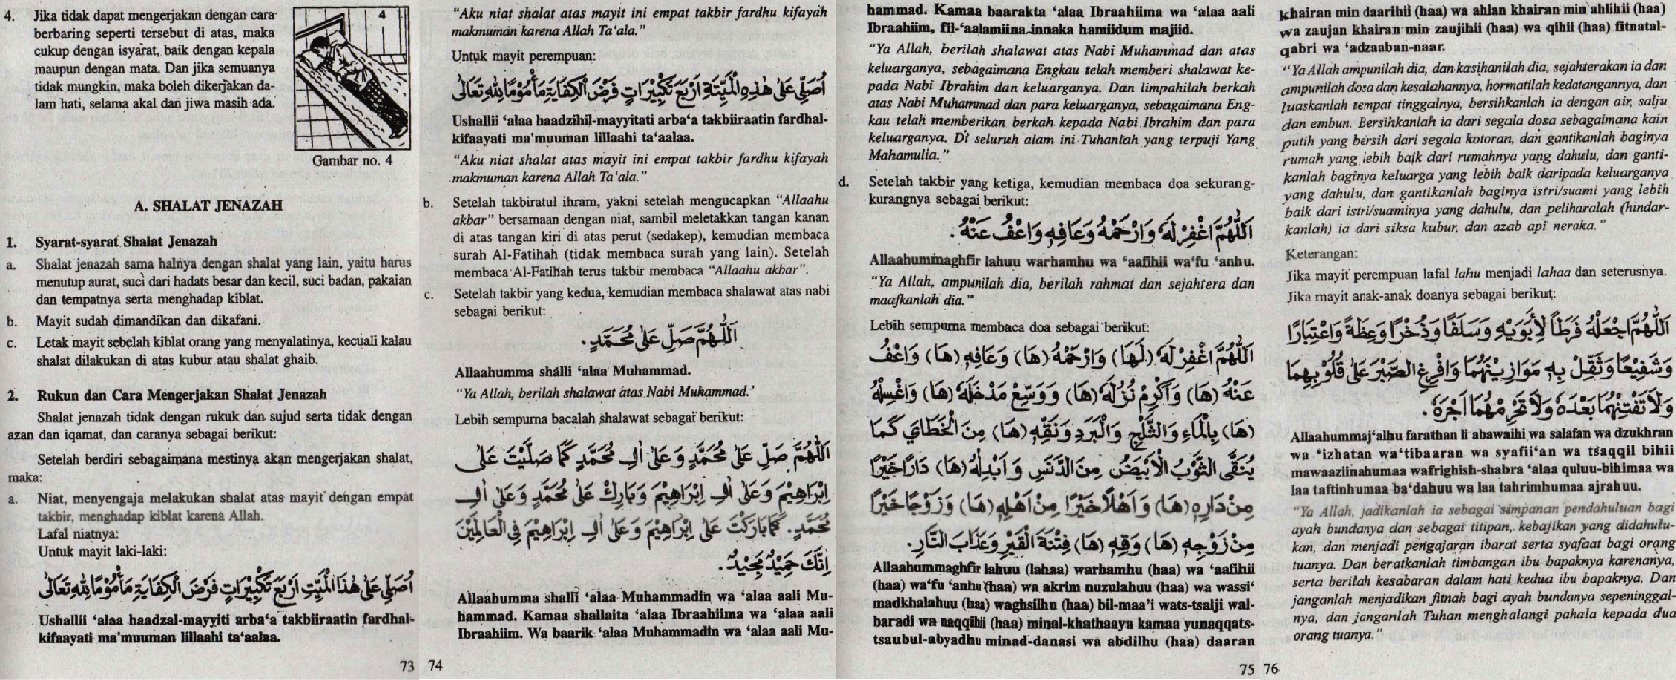 4. Jika tidak dapat mengerjakan dengan cara
berbaring seperti tersebut di atas, maka
cukup dengan isyarat, baik dengan kepala
maupun dengan mata. Dan jika semuanya
tidak mungkin, maka boleh dikerjakan da-
lam hati, selama akal dan jiwa masih ada.
4
Gambar no. 4
A. SHALAT JENAZAH
1. Syarat-syarat Shalat Jenazah
a. Shalat jenazah sama halnya dengan shalat yang lain, yaitu harus
menutup aurat, suci dari hadats besar dan kecil, suci badan, pakaian
dan tempatnya serta menghadap kiblat.
b. Mayit sudah dimandikan dan dikafani.
c. Letak mayit sebelah kiblat orang yang menyalatinya, kecuali kalau
shalat dilakukan di atas kubur atau shalat ghaib.
2. Rukun dan Cara Mengerjakan Shalat Jenazah
Shalat jenazah tidak dengan rukuk dan sujud serta tidak dengan
azan dan iqamat, dan caranya sebagai berikut:
Setelah berdiri sebagaimana mestinya akan mengerjakan shalat,
maka:
a. Niat, menyengaja melakukan shalat atas mayit dengan empat
takbir, menghadap kiblat karena Allah.
Lafal niatnya:
Untuk mayit laki-laki:
اُصَلِّى عَلَى هٰذَا الْمَيِّتِ اَرْبَعَ تَكْبِيْرَاتٍ فَرْضَ الْكِفَايَةِ مَأْمُوْمًا لِلّٰهِ تَعَالَى
Ushallii ‘alaa haadzal-mayyiti arba‘a takbiiraatin fardhal-
kifaayati ma’muuman lillaahi ta‘aalaa.
73
"Aku niat shalat atas mayit ini empat takbir fardhu kifayah
makmuman karena Allah Ta'ala."
Untuk mayit perempuan:
اُصَلِّى عَلَى هٰذِهِ الْمَيِّتَةِ اَرْبَعَ تَكْبِيْرَاتٍ فَرْضَ الْكِفَايَةِ مَأْمُوْمًا لِلّٰهِ تَعَالَى
Ushallii ‘alaa haadzihil-mayyitati arba‘a takbiiraatin fardhal-
kifaayati ma’muuman lillaahi ta‘aalaa.
"Aku niat shalat atas mayit ini empat takbir fardhu kifayah
makmuman karena Allah Ta'ala."
b. Setelah takbiratul ihram, yakni setelah mengucapkan "Allaahu
akbar" bersamaan dengan niat, sambil meletakkan tangan kanan
di atas tangan kiri di atas perut (sedakep), kemudian membaca
surah Al-Fatihah (tidak membaca surah yang lain). Setelah
membaca Al-Fatihah terus takbir membaca "Allaahu akbar".
c. Setelah takbir yang kedua, kemudian membaca shalawat atas nabi
sebagai berikut:
اَللّٰهُمَّ صَلِّ عَلَى مُحَمَّدٍ.
Allaahumma shalli ‘alaa Muhammad.
"Ya Allah, berilah shalawat atas Nabi Muhammad.'
Lebih sempurna bacalah shalawat sebagai berikut:
اَللّٰهُمَّ صَلِّ عَلَى مُحَمَّدٍ وَعَلَى اٰلِ مُحَمَّدٍ كَمَا صَلَّيْتَ عَلَى
اِبْرَاهِيْمَ وَعَلَى اٰلِ اِبْرَاهِيْمَ وَبَارِكْ عَلَى مُحَمَّدٍ وَعَلَى اٰلِ
مُحَمَّدٍ. كَمَا بَارَكْتَ عَلَى اِبْرَاهِيْمَ وَعَلَى اٰلِ اِبْرَاهِيْمَ فِى الْعَالَمِيْنَ
اِنَّكَ حَمِيْدٌ مَجِيْدٌ.
Allaahumma shalli ‘alaa Muhammadin wa ‘alaa aali Mu-
hammad. Kamaa shallaita ‘alaa Ibraahiima wa ‘alaa aali
Ibraahiim. Wa baarik ‘alaa Muhammadin wa ‘alaa aali Mu-
74
hammad. Kamaa baarakta ‘alaa Ibraahiima wa ‘alaa aali
Ibraahiim, fil-‘aalamiina-innaka hamiidum majiid.
"Ya Allah, berilah shalawat atas Nabi Muhammad dan atas
keluarganya, sebagaimana Engkau telah memberi shalawat ke-
pada Nabi Ibrahim dan keluarganya. Dan limpahilah berkah
atas Nabi Muhammad dan para keluarganya, sebagaimana Eng-
kau telah memberikan berkah kepada Nabi Ibrahim dan para
keluarganya. Di seluruh alam ini Tuhanlah yang terpuji Yang
Mahamulia."
d. Setelah takbir yang ketiga, kemudian membaca doa sekurang-
kurangnya sebagai berikut:
اَللّٰهُمَّ اغْفِرْ لَهُ وَارْحَمْهُ وَعَافِهِ وَاعْفُ عَنْهُ.
Allaahummaghfir lahuu warhamhu wa ‘aafihii wa‘fu ‘anhu.
"Ya Allah, ampunilah dia, berilah rahmat dan sejahtera dan
maafkanlah dia."
Lebih sempurna membaca doa sebagai berikut:
اَللّٰهُمَّ اغْفِرْ لَهُ (لَهَا) وَارْحَمْهُ (هَا) وَعَافِهِ (هَا) وَاعْفُ
عَنْهُ (هَا) وَاَكْرِمْ نُزُلَهُ (هَا) وَوَسِّعْ مَدْخَلَهُ (هَا) وَاغْسِلْهُ
(هَا) بِالْمَاءِ وَالثَّلْجِ وَالْبَرَدِ وَنَقِّهِ (هَا) مِنَ الْخَطَايَا كَمَا
يُنَقَّى الثَّوْبُ الْاَبْيَضُ مِنَ الدَّنَسِ وَاَبْدِلْهُ (هَا) دَارًا خَيْرًا
مِنْ دَارِهِ (هَا) وَاَهْلًا خَيْرًا مِنْ اَهْلِهِ (هَا) وَزَوْجًا خَيْرًا
مِنْ زَوْجِهِ (هَا) وَقِهِ (هَا) فِتْنَةَ الْقَبْرِ وَعَذَابَ النَّارِ.
Allaahummaghfir lahuu (lahaa) warhamhu (haa) wa ‘aafihii
(haa) wa‘fu ‘anhu (haa) wa akrim nuzulahuu (haa) wa wassi‘
madkhalahuu (haa) waghsilhu (haa) bil-maa’i wats-tsalji wal-
baradi wa naqqihii (haa) minal-khathaaya kamaa yunaqqats-
tsaubul-abyadhu minad-danasi wa abdilhu (haa) daaran
75
khairan min daarihii (haa) wa ahlan khairan min ahlihii (haa)
wa zaujan khairan min zaujihii (haa) wa qihii (haa) fitnatal-
qabri wa ‘adzaaban-naar.
"Ya Allah ampunilah dia, dan kasihanilah dia, sejahterakan ia dan
ampunilah dosa dan kesalahannya, hormatilah kedatangannya, dan
luaskanlah tempat tinggalnya, bersihkanlah ia dengan air, salju
dan embun. Bersihkanlah ia dari segala dosa sebagaimana kain
putih yang bersih dari segala kotoran, dan gantikanlah baginya
rumah yang lebih baik dari rumahnya yang dahulu, dan ganti-
kanlah baginya keluarga yang lebih baik daripada keluarganya
yang dahulu, dan gantikanlah baginya istri/suami yang lebih
baik dari istri/suaminya yang dahulu, dan peliharalah (hindar-
kanlah) ia dari siksa kubur, dan azab api neraka."
Keterangan:
Jika mayit perempuan lafal lahu menjadi lahaa dan seterusnya.
Jika mayit anak-anak doanya sebagai berikut:
اَللّٰهُمَّ اجْعَلْهُ فَرَطًا لِاَبَوَيْهِ وَسَلَفًا وَذُخْرًا وَعِظَةً وَاعْتِبَارًا
وَشَفِيْعًا وَثَقِّلْ بِهِ مَوَازِيْنَهُمَا وَافْرِغِ الصَّبْرَ عَلَى قُلُوْبِهِمَا
وَلَا تَفْتِنْهُمَا بَعْدَهُ وَلَا تَحْرِمْهُمَا اَجْرَهُ.
Allaahummaj‘alhu farathan li abawaihi wa salafan wa dzukhran
wa ‘izhatan wa‘tibaaran wa syafii‘an wa tsaqqil bihii
mawaaziinahumaa wafrighish-shabra ‘alaa quluu-bihimaa wa
laa taftinhumaa ba‘dahuu wa laa tahrimhumaa ajrahuu.
"Ya Allah, jadikanlah ia sebagai simpanan pendahuluan bagi
ayah bundanya dan sebagai titipan, kebajikan yang didahulu-
kan, dan menjadi pengajaran ibarat serta syafaat bagi orang
tuanya. Dan beratkanlah timbangan ibu bapaknya karenanya,
serta berilah kesabaran dalam hati kedua ibu bapaknya. Dan
janganlah menjadikan fitnah bagi ayah bundanya sepeninggal-
nya, dan janganlah Tuhan menghalangi pahala kepada dua
orang tuanya."
76